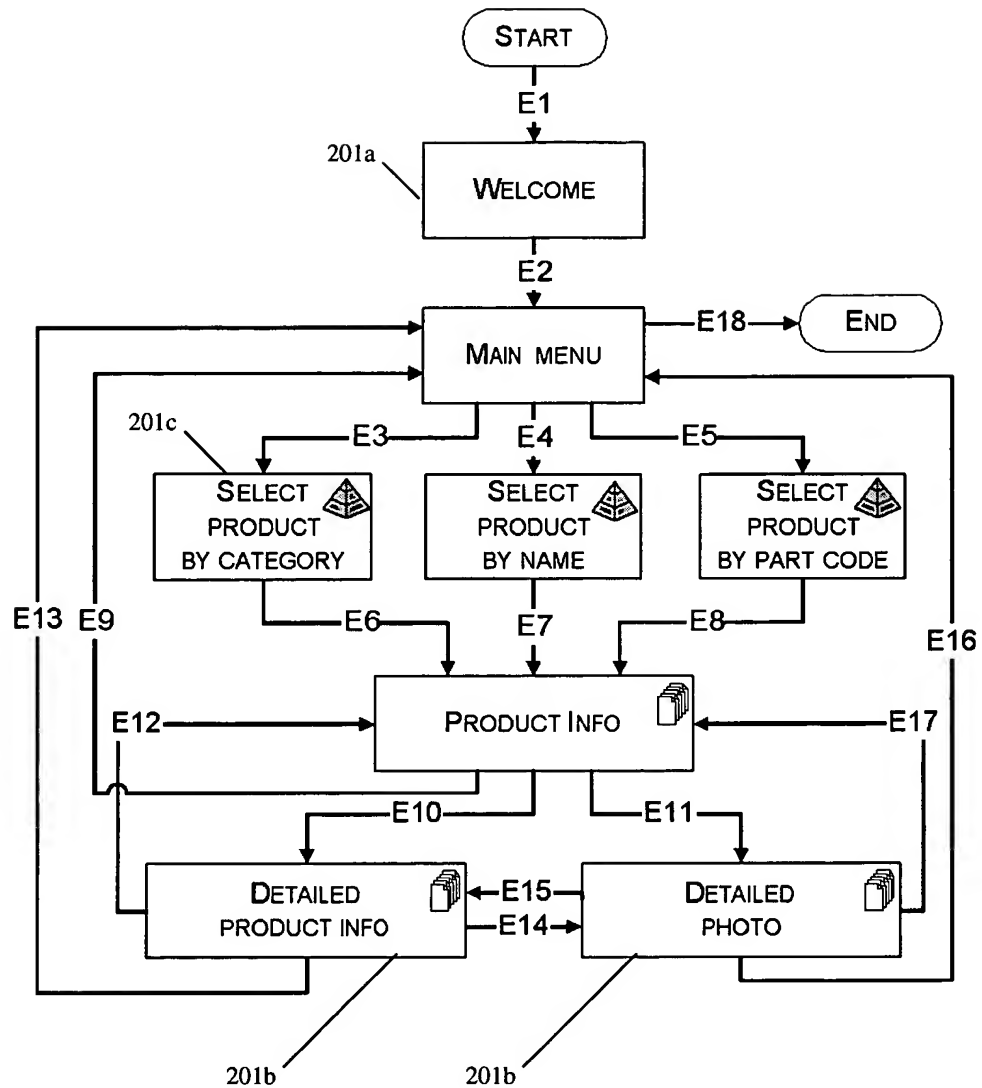 START
E1
201a
WELCOME
E2
MAIN MENU
E18
END
201c
E3
E4
E5
SELECT
PRODUCT
BY CATEGORY
SELECT
PRODUCT
BY NAME
SELECT
PRODUCT
BY PART CODE
E13
E9
E6
E7
E8
E16
E12
PRODUCT INFO
E17
E10
E11
DETAILED
PRODUCT INFO
E15
E14
DETAILED
PHOTO
201b
201b